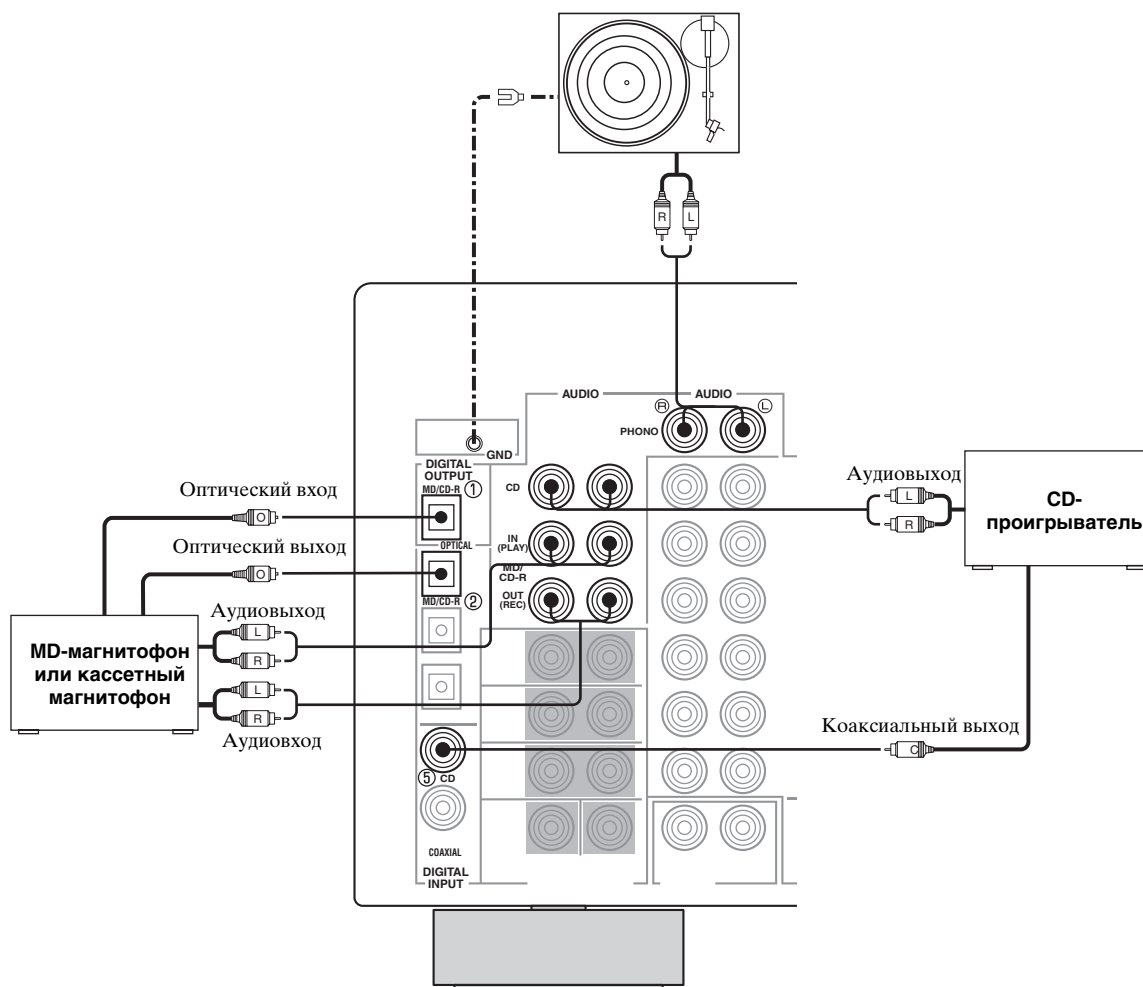 R L
AUDIO AUDIO
R L
PHONO
GND
DIGITAL
OUTPUT
MD/CD-R ①
OPTICAL
MD/CD-R ②
CD
IN
(PLAY)
MD/
CD-R
OUT
(REC)
Оптический вход
O
Оптический выход
O
Аудиовыход
L
R
L
R
Аудиовход
MD-магнитофон
или кассетный
магнитофон
Аудиовыход
L
R
CD-
проигрыватель
Коаксиальный выход
C
⑤ CD
COAXIAL
DIGITAL
INPUT